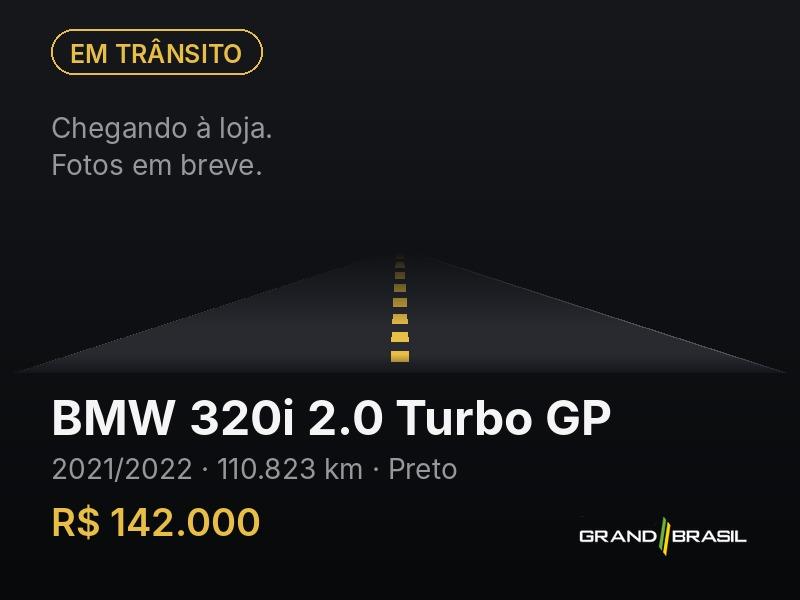 EM TRÂNSITO
Chegando à loja.
Fotos em breve.
BMW 320i 2.0 Turbo GP
2021/2022 · 110.823 km · Preto
R$ 142.000
GRAND BRASIL